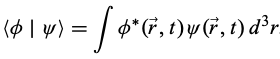 ⟨ϕ | ψ⟩ = ∫ ϕ*(r⃗, t) ψ(r⃗, t) d³r